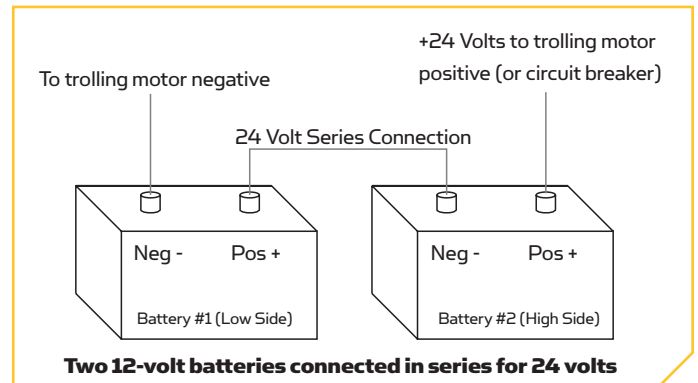 +24 Volts to trolling motor
positive (or circuit breaker)
To trolling motor negative
24 Volt Series Connection
Neg - Pos +
Neg - Pos +
Battery #1 (Low Side)
Battery #2 (High Side)
Two 12-volt batteries connected in series for 24 volts